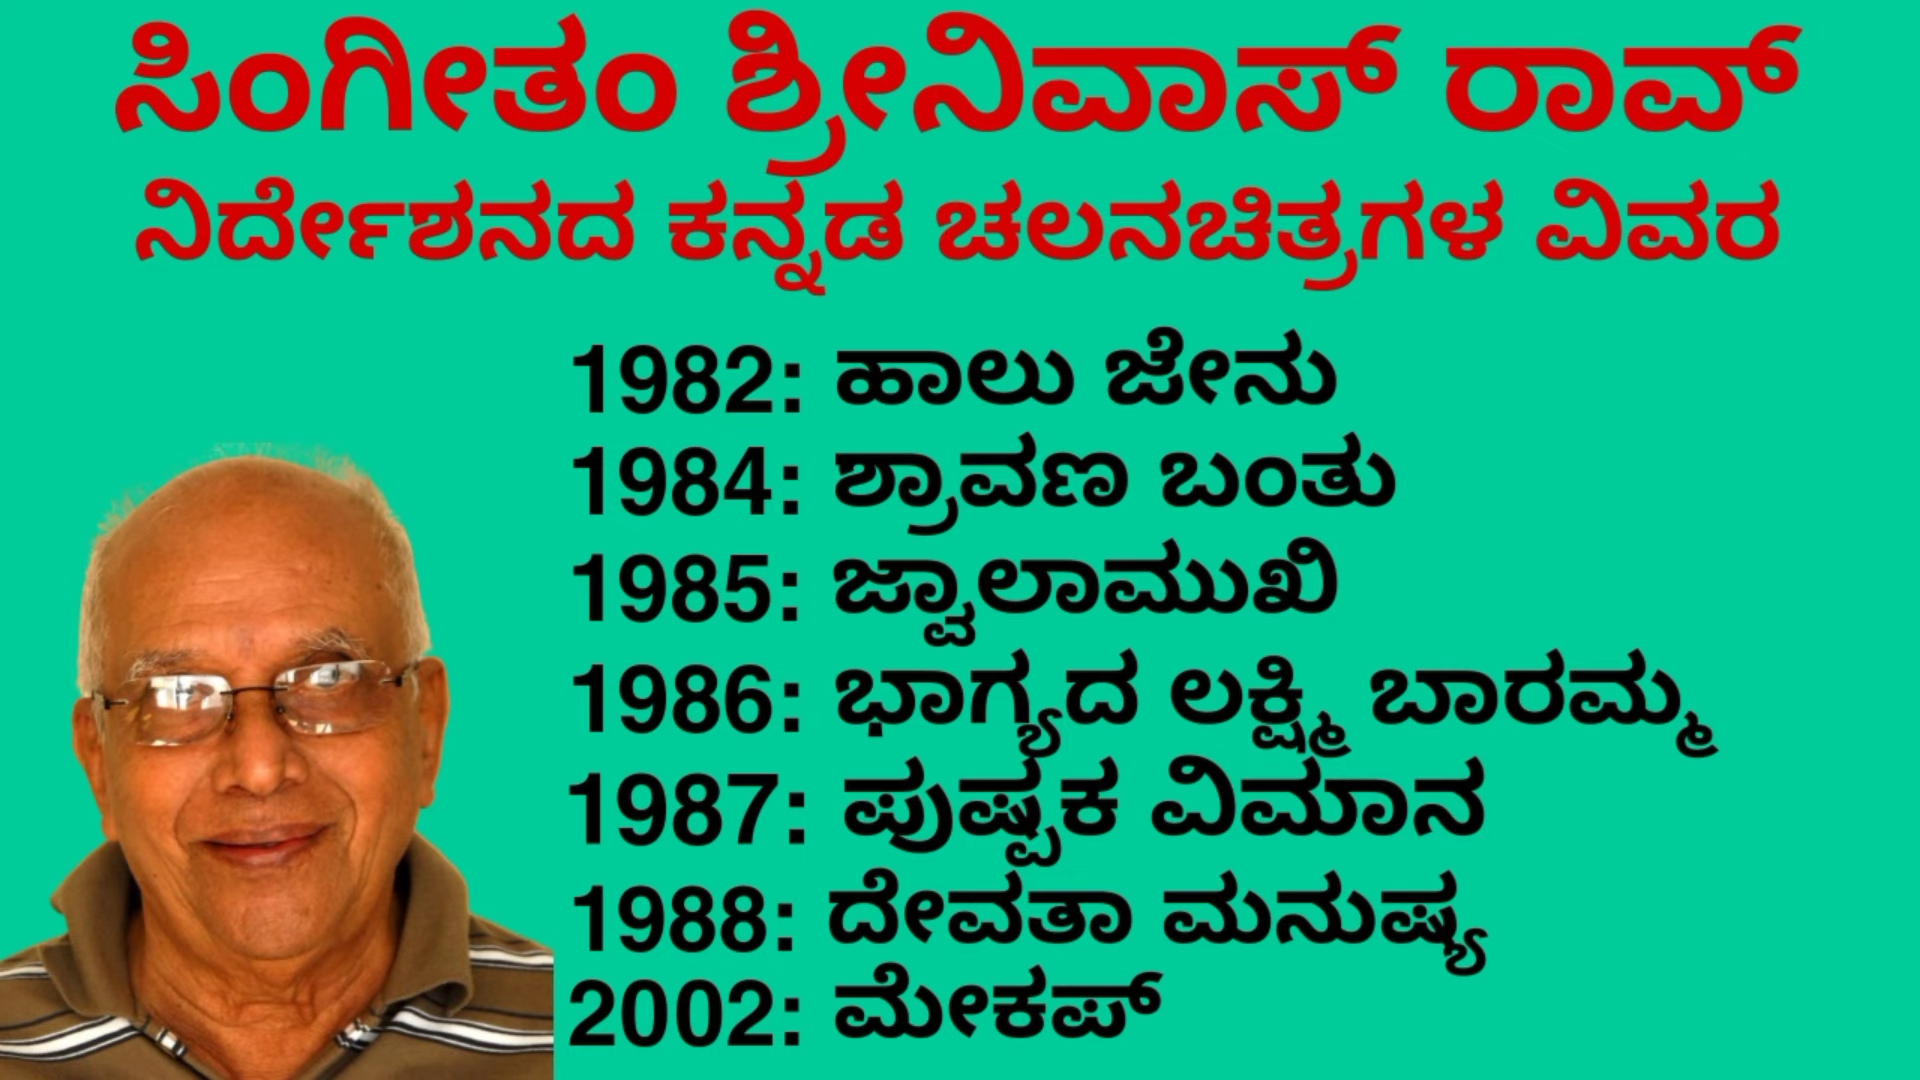 ಸಿಂಗೀತಂ ಶ್ರೀನಿವಾಸ್ ರಾವ್
ನಿರ್ದೇಶನದ ಕನ್ನಡ ಚಲನಚಿತ್ರಗಳ ವಿವರ
1982: ಹಾಲು ಜೇನು
1984: ಶ್ರಾವಣ ಬಂತು
1985: ಜ್ವಾಲಾಮುಖಿ
1986: ಭಾಗ್ಯದ ಲಕ್ಷ್ಮಿ ಬಾರಮ್ಮ
1987: ಪುಷ್ಪಕ ವಿಮಾನ
1988: ದೇವತಾ ಮನುಷ್ಯ
2002: ಮೇಕಪ್